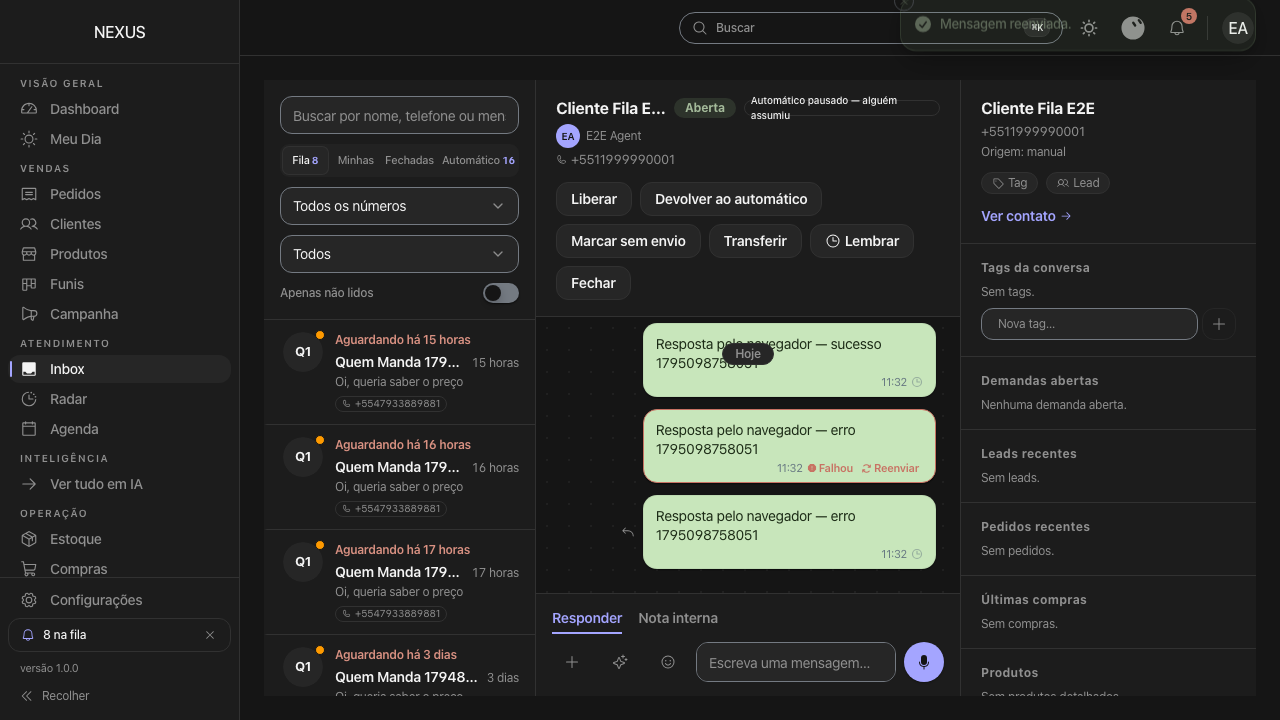 NEXUS
VISÃO GERAL
Dashboard
Meu Dia
VENDAS
Pedidos
Clientes
Produtos
Funis
Campanha
ATENDIMENTO
Inbox
Radar
Agenda
INTELIGÊNCIA
Ver tudo em IA
OPERAÇÃO
Estoque
Compras
Configurações
8 na fila
versão 1.0.0
Recolher
Buscar
⌘K
Mensagem reenviada.
5
EA
Buscar por nome, telefone ou men
Fila 8
Minhas
Fechadas
Automático 16
Todos os números
Todos
Apenas não lidos
Q1
Aguardando há 15 horas
Quem Manda 179...
15 horas
Oi, queria saber o preço
+5547933889881
Q1
Aguardando há 16 horas
Quem Manda 179...
16 horas
Oi, queria saber o preço
+5547933889881
Q1
Aguardando há 17 horas
Quem Manda 179...
17 horas
Oi, queria saber o preço
+5547933889881
Q1
Aguardando há 3 dias
Quem Manda 17948...
3 dias
Oi, queria saber o preço
Cliente Fila E...
Aberta
Automático pausado — alguém
assumiu
EA
E2E Agent
+5511999990001
Liberar
Devolver ao automático
Marcar sem envio
Transferir
Lembrar
Fechar
Resposta pelo navegador — sucesso
1795098758051
11:32
Hoje
Resposta pelo navegador — erro
1795098758051
11:32
Falhou
Reenviar
Resposta pelo navegador — erro
1795098758051
11:32
Responder
Nota interna
Escreva uma mensagem...
Cliente Fila E2E
+5511999990001
Origem: manual
Tag
Lead
Ver contato →
Tags da conversa
Sem tags.
Nova tag...
Demandas abertas
Nenhuma demanda aberta.
Leads recentes
Sem leads.
Pedidos recentes
Sem pedidos.
Últimas compras
Sem compras.
Produtos
Sem produtos detalhados.